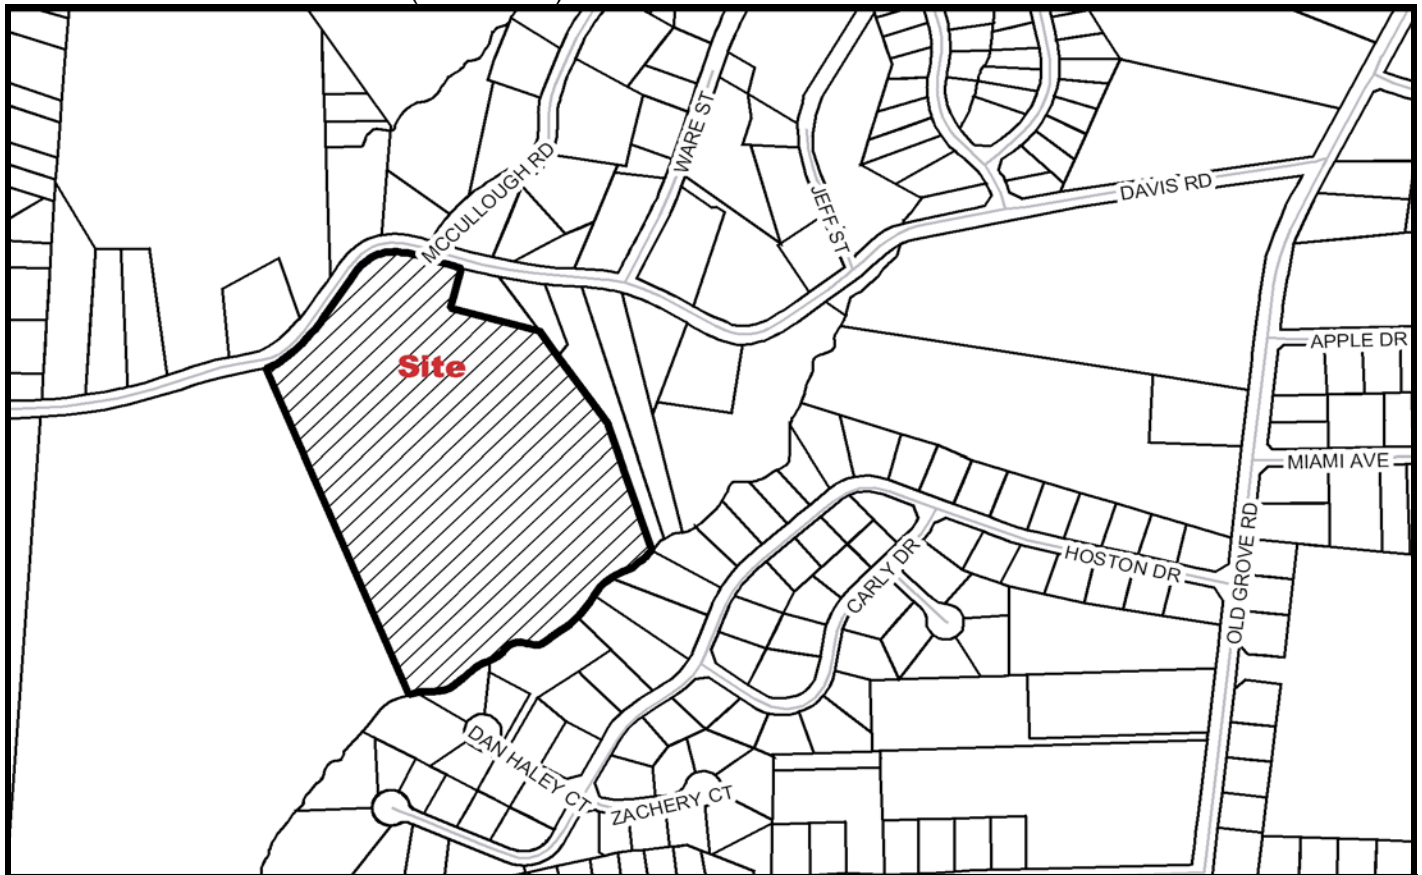 WARE ST
MCCULLOUGH RD
DAVIS RD
JEFF ST
APPLE DR
Site
MIAMI AVE
HOSTON DR
CARLY DR
OLD GROVE RD
DAN HALEY CT
ZACHERY CT